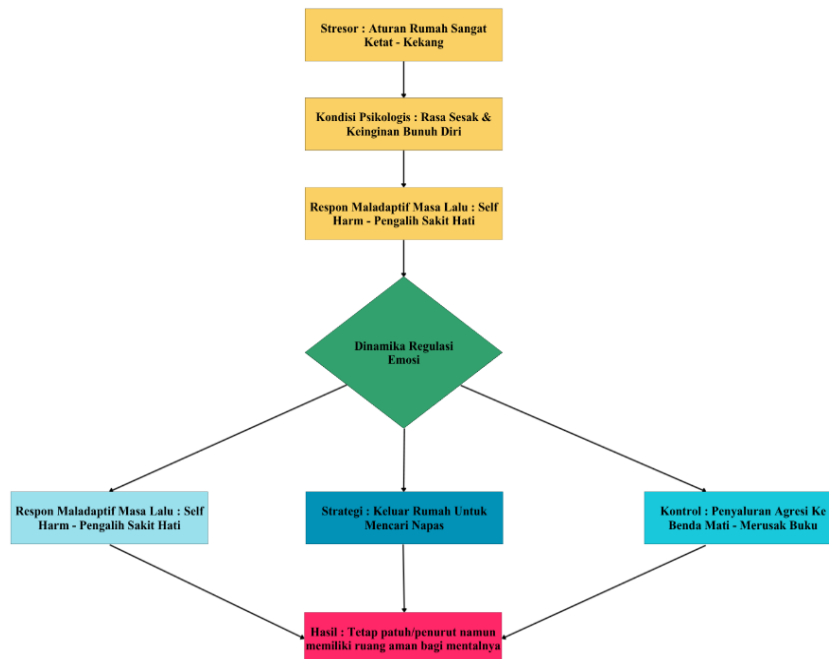 Stresor : Aturan Rumah Sangat
Ketat - Kekang
Kondisi Psikologis : Rasa Sesak &
Keinginan Bunuh Diri
Respon Maladaptif Masa Lalu : Self
Harm - Pengalih Sakit Hati
Dinamika Regulasi
Emosi
Respon Maladaptif Masa Lalu : Self
Harm - Pengalih Sakit Hati
Strategi : Keluar Rumah Untuk
Mencari Napas
Kontrol : Penyaluran Agresi Ke
Benda Mati - Merusak Buku
Hasil : Tetap patuh/penurut namun
memiliki ruang aman bagi mentalnya